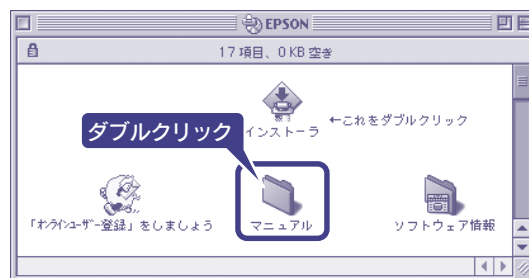 EPSON
17 項目、0 KB 空き
インストーラ
←これをダブルクリック
ダブルクリック
「オンラインユーザー登録」をしましょう
マニュアル
ソフトウェア情報